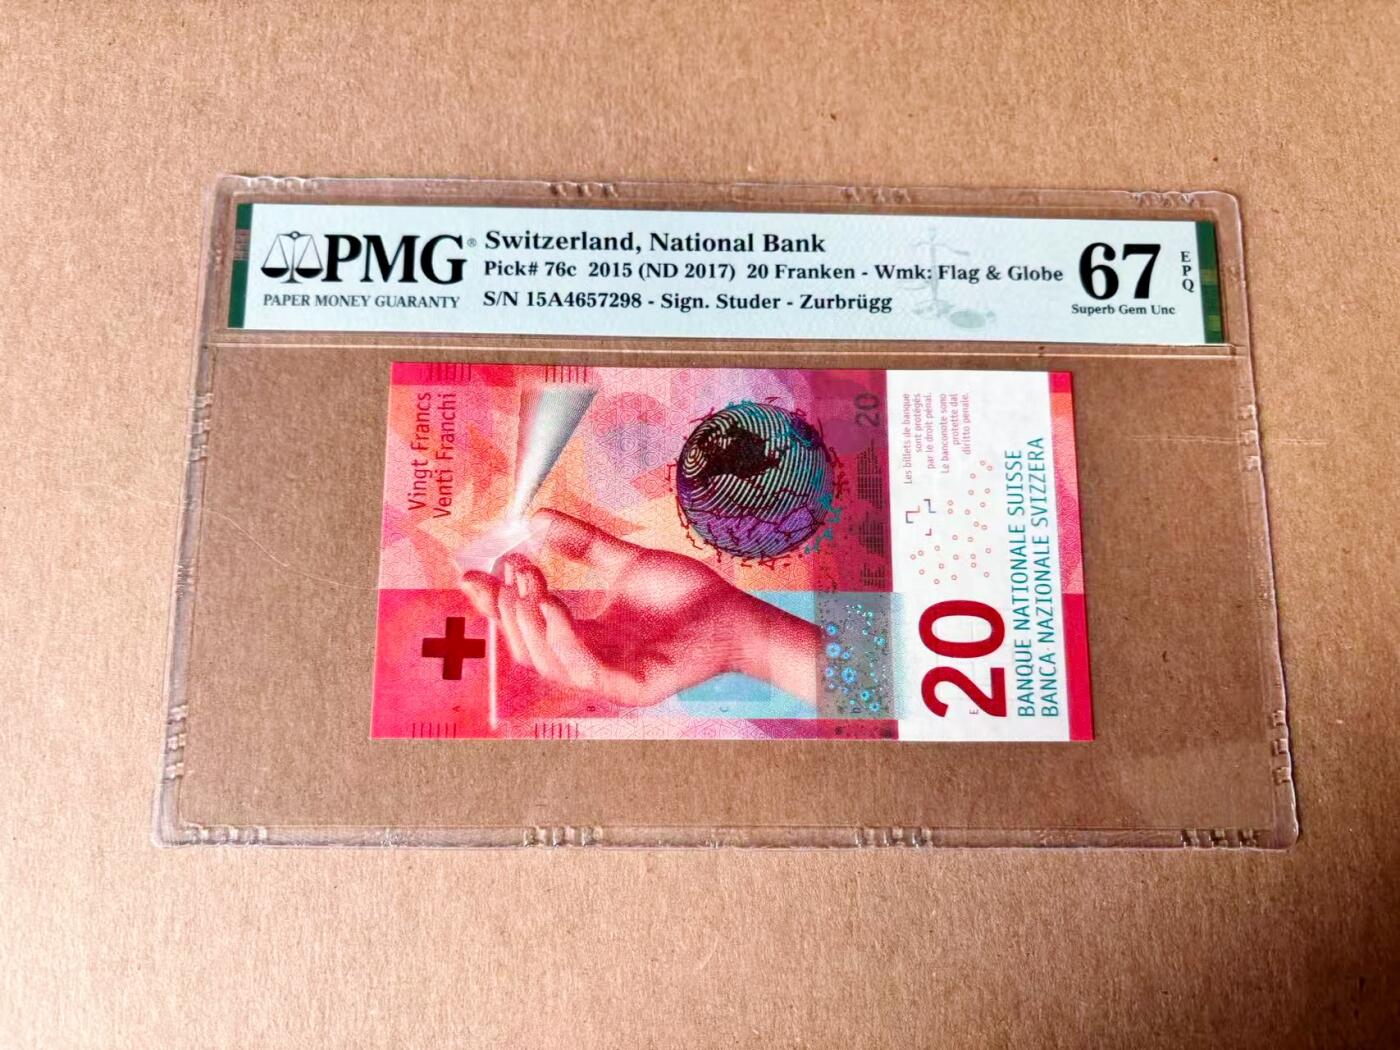 PMG®
PAPER MONEY GUARANTY
Switzerland, National Bank
Pick# 76c 2015 (ND 2017) 20 Franken - Wmk: Flag & Globe
S/N 15A4657298 - Sign. Studer - Zurbrügg
67
EPQ
Superb Gem Unc
Vingt Francs
Venti Franchi
20
Les billets de banque
sont protégés
par le droit pénal.
Le banconote sono
protette dal
diritto penale.
20
BANQUE NATIONALE SUISSE
BANCA NAZIONALE SVIZZERA
A
B
C
D
E